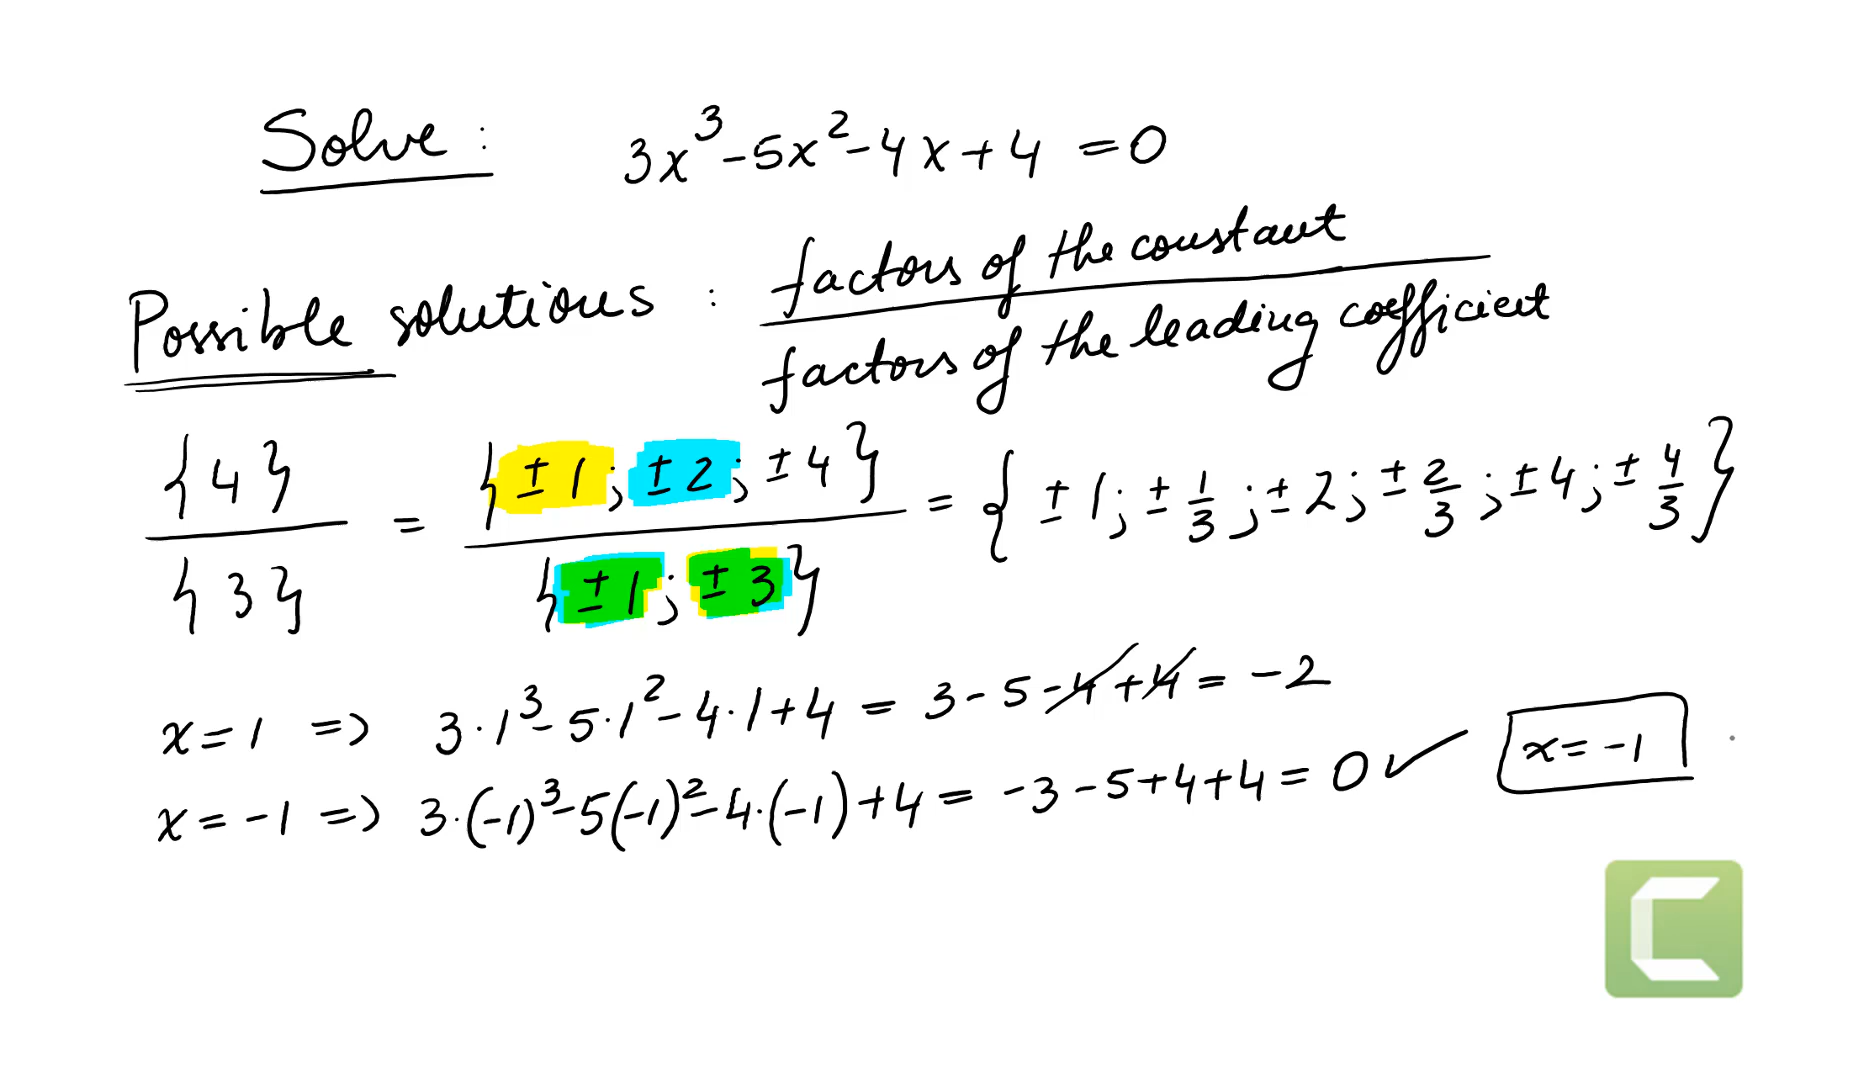 Solve : 3x³-5x²-4x+4 =0
Possible solutions : factors of the constant / factors of the leading coefficient
{4} / {3} = {±1; ±2; ±4} / {±1; ±3} = {±1; ±1/3; ±2; ±2/3; ±4; ±4/3}
x=1 => 3·1³-5·1²-4·1+4 = 3-5-4+4 = -2
x=-1 => 3·(-1)³-5(-1)²-4·(-1)+4 = -3-5+4+4 = 0 ✓ x=-1